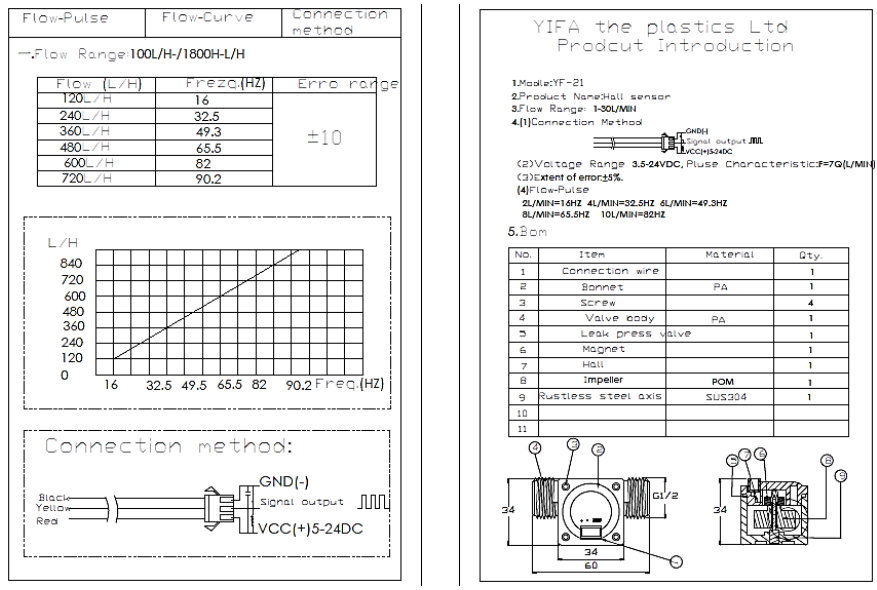 Flow-Pulse Flow-Curve Connection method
一.Flow Range:100L/H-/1800H-L/H
Flow (L/H) Frezq.(HZ) Erro range
120L/H 16
240L/H 32.5
360L/H 49.3
480L/H 65.5
600L/H 82
720L/H 90.2
±10
L/H
840
720
600
480
360
240
120
0
16 32.5 49.5 65.5 82 90.2 Freq.(HZ)
Connection method:
Black
Yellow
Red
GND(-)
Signal output
VCC(+)5-24DC
YIFA the plastics Ltd
Prodcut Introduction
1.Modle:YF-21
2.Product Name:Hall sensor
3.Flow Range: 1-30L/MIN
4.(1)Connection Method
GND(-)
Signal output
VCC(+)5-24DC
(2)Voltage Range 3.5-24VDC, Pluse Characteristic:F=7Q(L/MIN)
(3)Extent of error:±5%.
(4)Flow-Pulse
2L/MIN=16HZ 4L/MIN=32.5HZ 6L/MIN=49.3HZ
8L/MIN=65.5HZ 10L/MIN=82HZ
5.Bom
No. Item Material Qty.
1 Connection wire 1
2 Bonnet PA 1
3 Screw 4
4 Valve body PA 1
5 Leak press valve 1
6 Magnet 1
7 Hall 1
8 Impeller POM 1
9 Rustless steel axis SUS304 1
10
11
4 3 2
34
G1/2
34
60
1
5 7 6
8
9
34